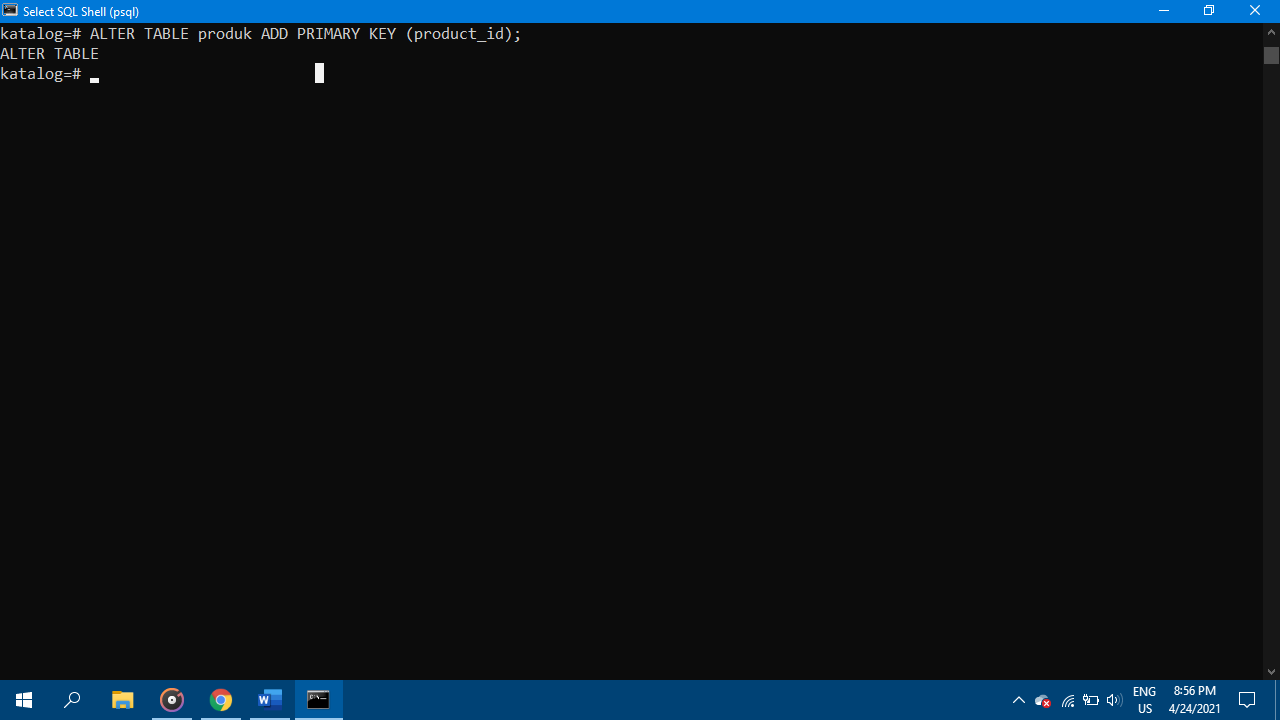 Select SQL Shell (psql)
katalog=# ALTER TABLE produk ADD PRIMARY KEY (product_id);
ALTER TABLE
katalog=#
ENG
US
8:56 PM
4/24/2021